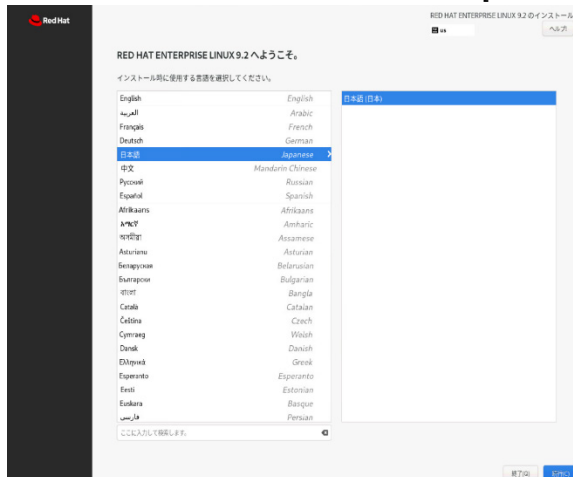 Red Hat
RED HAT ENTERPRISE LINUX 9.2 のインストール
us
ヘルプ!
RED HAT ENTERPRISE LINUX 9.2 へようこそ。
インストール時に使用する言語を選択してください。
English English
العربية Arabic
Français French
Deutsch German
日本語 Japanese
中文 Mandarin Chinese
Русский Russian
Español Spanish
Afrikaans Afrikaans
አማርኛ Amharic
অসমীয়া Assamese
Asturianu Asturian
Беларуская Belarusian
Български Bulgarian
বাংলা Bangla
Català Catalan
Čeština Czech
Cymraeg Welsh
Dansk Danish
Ελληνικά Greek
Esperanto Esperanto
Eesti Estonian
Euskara Basque
فارسی Persian
日本語 (日本)
ここに入力して検索します。
終了(Q)